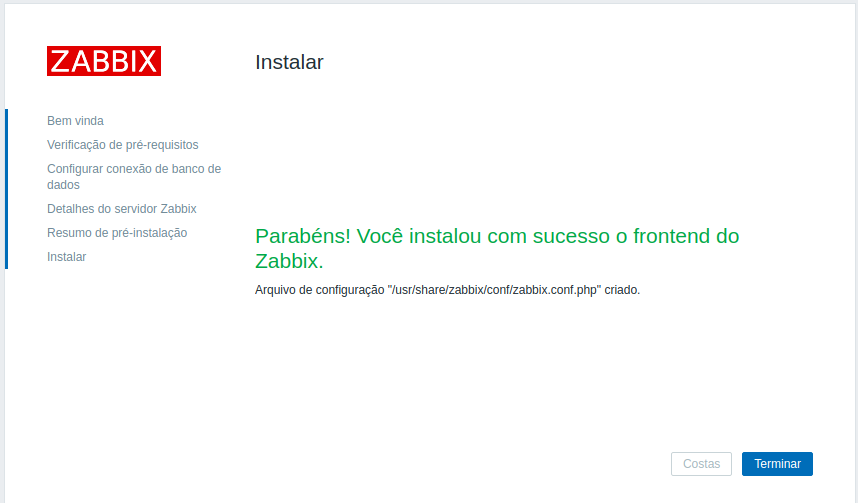 ZABBIX
Instalar
Bem vinda
Verificação de pré-requisitos
Configurar conexão de banco de
dados
Detalhes do servidor Zabbix
Resumo de pré-instalação
Instalar
Parabéns! Você instalou com sucesso o frontend do
Zabbix.
Arquivo de configuração "/usr/share/zabbix/conf/zabbix.conf.php" criado.
Costas
Terminar